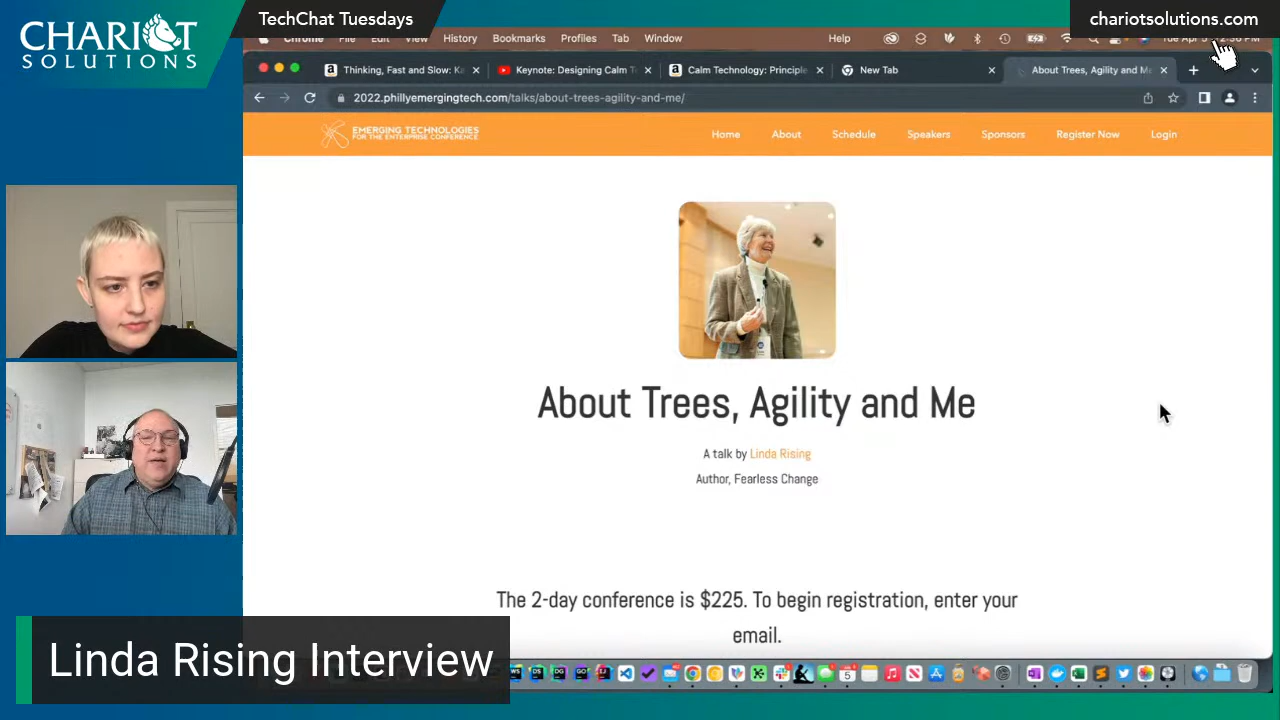 CHARIOT
SOLUTIONS
TechChat Tuesdays
chariotsolutions.com
Chrome File Edit View History Bookmarks Profiles Tab Window Help
Thinking, Fast and Slow: Ka
Keynote: Designing Calm T
Calm Technology: Principle
New Tab
About Trees, Agility and Me
2022.phillyemergingtech.com/talks/about-trees-agility-and-me/
EMERGING TECHNOLOGIES
FOR THE ENTERPRISE CONFERENCE
Home About Schedule Speakers Sponsors Register Now Login
About Trees, Agility and Me
A talk by Linda Rising
Author, Fearless Change
The 2-day conference is $225. To begin registration, enter your
email.
Linda Rising Interview